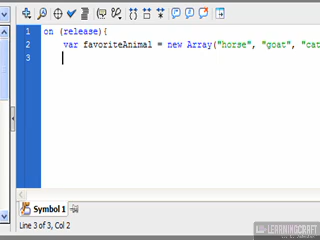 1 on (release){
2 var favoriteAnimal = new Array("horse", "goat", "cat
3
Symbol 1
Line 3 of 3, Col 2
LEARNINGCRAFT